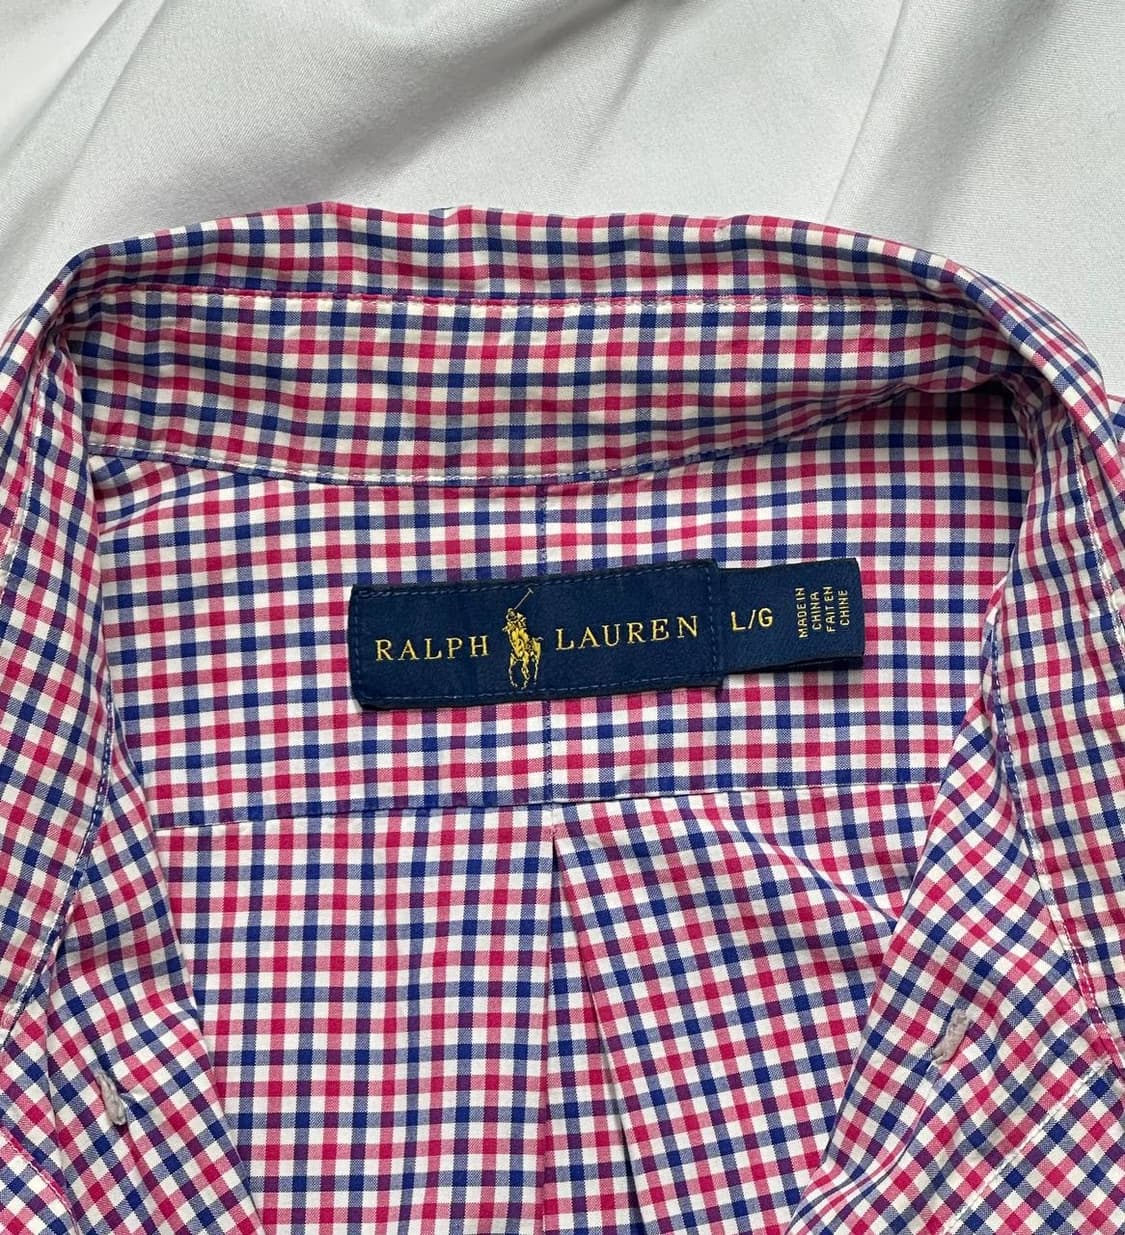 RALPH LAUREN
L/G
MADE IN
CHINA
FAIT EN
CHINE